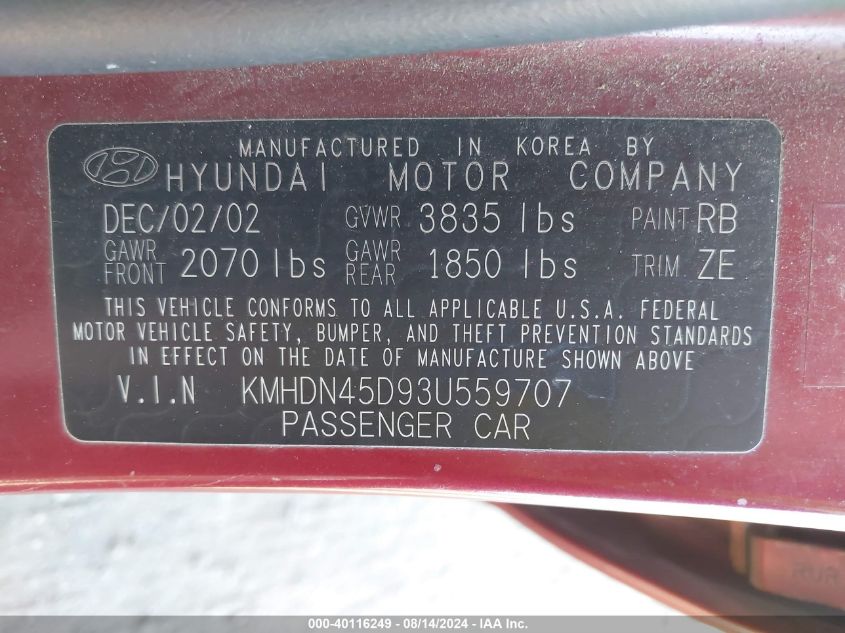 MANUFACTURED IN KOREA BY
HYUNDAI MOTOR COMPANY
DEC/02/02 GVWR 3835 lbs PAINT RB
GAWR FRONT 2070 lbs GAWR REAR 1850 lbs TRIM ZE
THIS VEHICLE CONFORMS TO ALL APPLICABLE U.S.A. FEDERAL
MOTOR VEHICLE SAFETY, BUMPER, AND THEFT PREVENTION STANDARDS
IN EFFECT ON THE DATE OF MANUFACTURE SHOWN ABOVE
V.I.N KMHDN45D93U559707
PASSENGER CAR
000-40116249 - 08/14/2024 - IAA Inc.